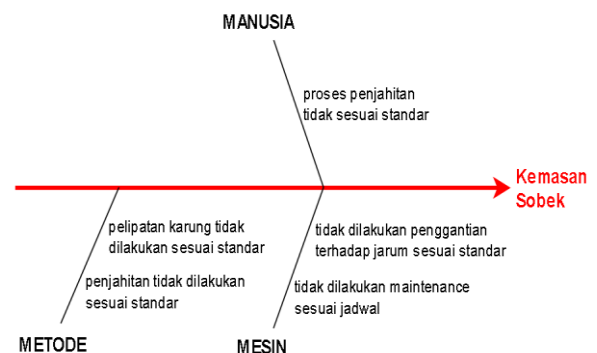 MANUSIA
proses penjahitan
tidak sesuai standar
Kemasan
Sobek
pelipatan karung tidak
dilakukan sesuai standar
penjahitan tidak dilakukan
sesuai standar
tidak dilakukan penggantian
terhadap jarum sesuai standar
tidak dilakukan maintenance
sesuai jadwal
METODE
MESIN